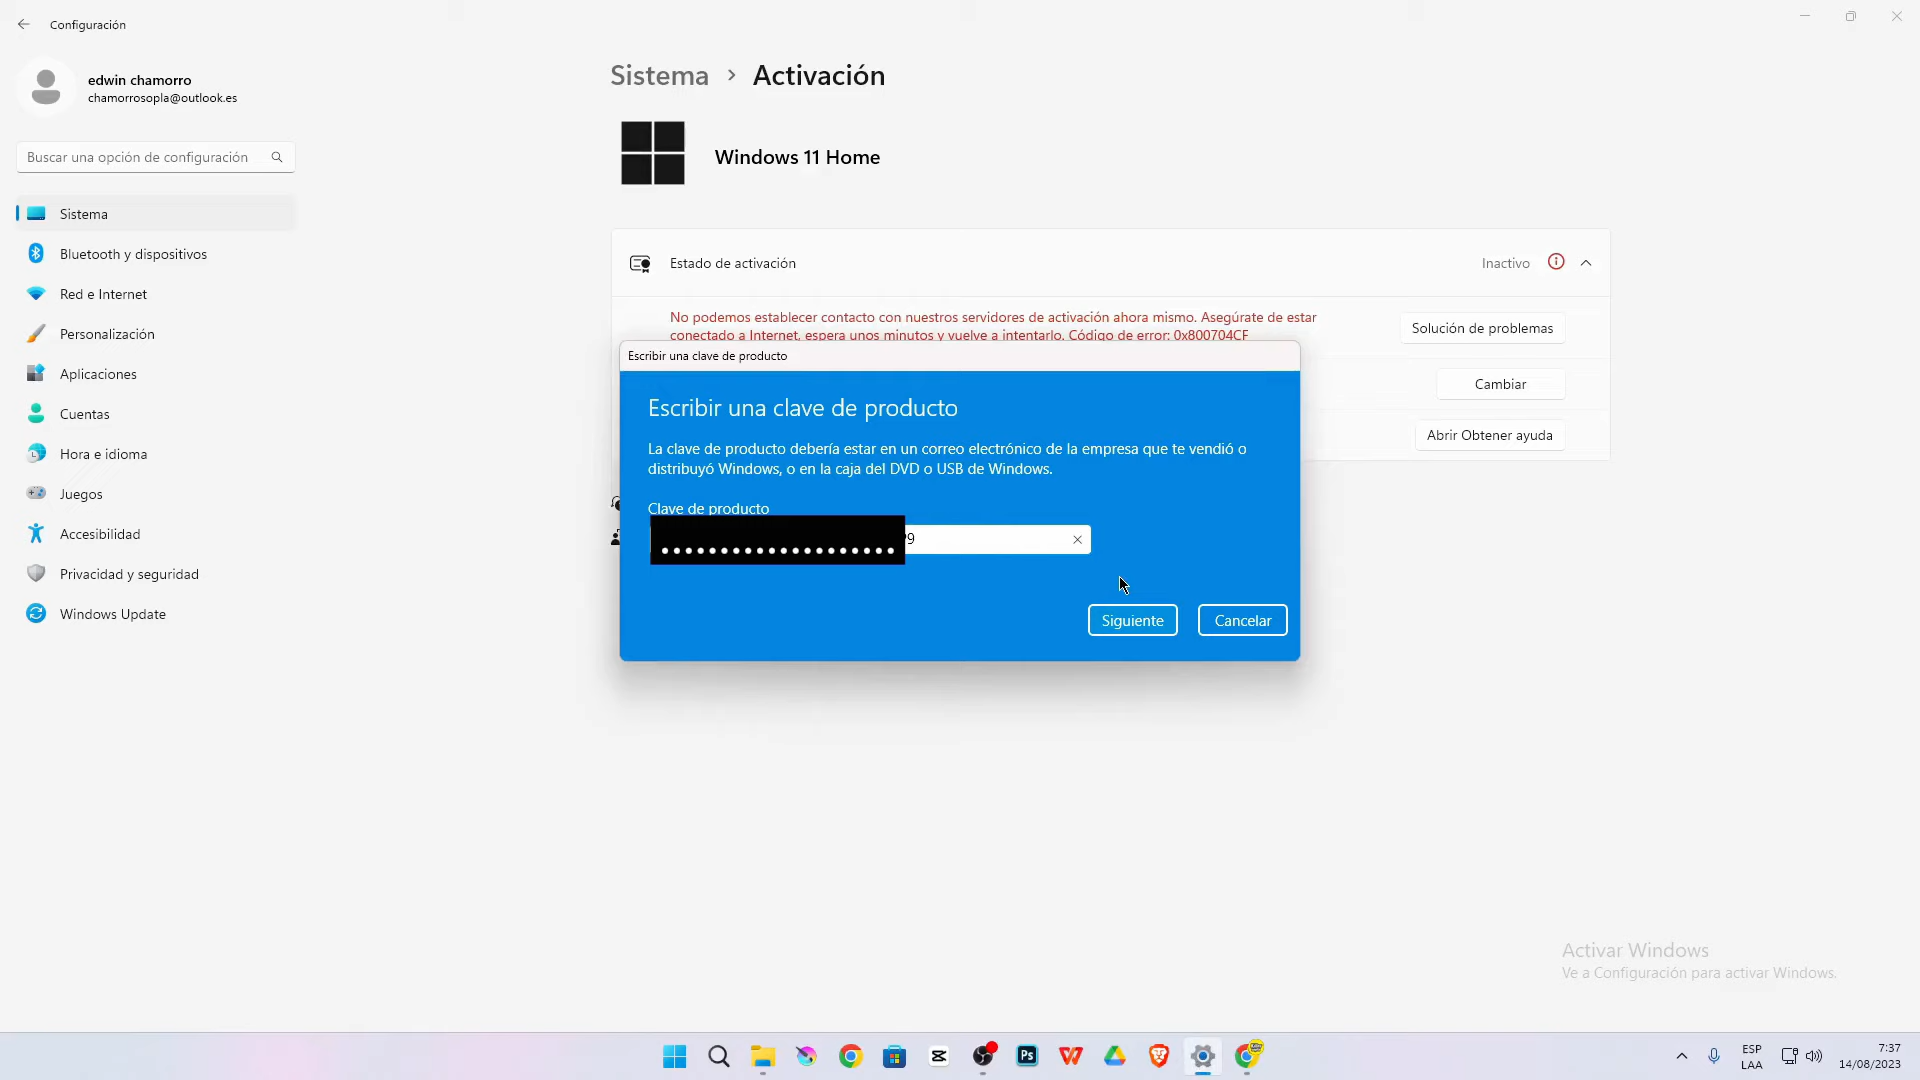 Configuración
edwin chamorro
chamorrosopla@outlook.es
Buscar una opción de configuración
Sistema
Bluetooth y dispositivos
Red e Internet
Personalización
Aplicaciones
Cuentas
Hora e idioma
Juegos
Accesibilidad
Privacidad y seguridad
Windows Update
Sistema > Activación
Windows 11 Home
Estado de activación
Inactivo
No podemos establecer contacto con nuestros servidores de activación ahora mismo. Asegúrate de estar
conectado a Internet, espera unos minutos y vuelve a intentarlo. Código de error: 0x800704CF
Solución de problemas
Cambiar
Abrir Obtener ayuda
Escribir una clave de producto
Escribir una clave de producto
La clave de producto debería estar en un correo electrónico de la empresa que te vendió o
distribuyó Windows, o en la caja del DVD o USB de Windows.
Clave de producto
9
Siguiente
Cancelar
Activar Windows
Ve a Configuración para activar Windows.
Ps
ESP
LAA
7:37
14/08/2023